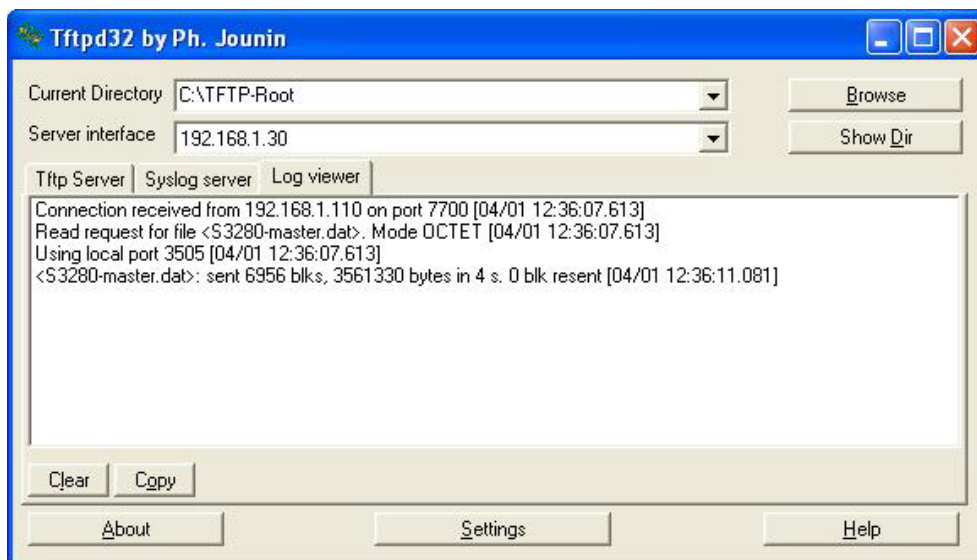 Tftpd32 by Ph. Jounin
Current Directory C:\TFTP-Root Browse
Server interface 192.168.1.30 Show Dir
Tftp Server Syslog server Log viewer
Connection received from 192.168.1.110 on port 7700 [04/01 12:36:07.613]
Read request for file <S3280-master.dat>. Mode OCTET [04/01 12:36:07.613]
Using local port 3505 [04/01 12:36:07.613]
<S3280-master.dat>: sent 6956 blks, 3561330 bytes in 4 s. 0 blk resent [04/01 12:36:11.081]
Clear Copy
About Settings Help